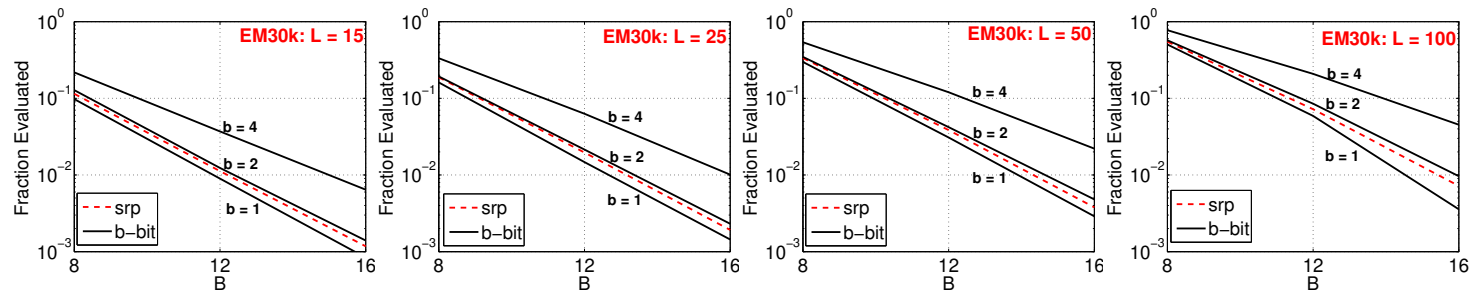 Fraction Evaluated
10^0
10^-1
10^-2
10^-3
EM30k: L = 15
b = 4
b = 2
b = 1
srp
b-bit
8
12
16
B
Fraction Evaluated
10^0
10^-1
10^-2
10^-3
EM30k: L = 25
b = 4
b = 2
b = 1
srp
b-bit
8
12
16
B
Fraction Evaluated
10^0
10^-1
10^-2
10^-3
EM30k: L = 50
b = 4
b = 2
b = 1
srp
b-bit
8
12
16
B
Fraction Evaluated
10^0
10^-1
10^-2
10^-3
EM30k: L = 100
b = 4
b = 2
b = 1
srp
b-bit
8
12
16
B